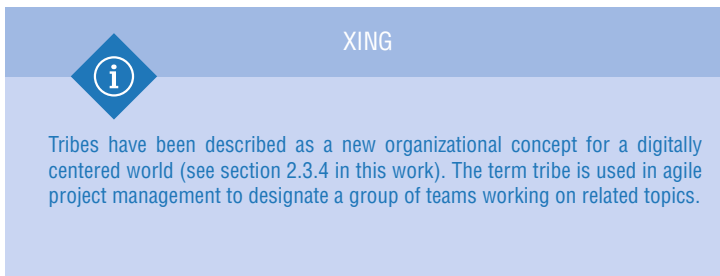 XING
i
Tribes have been described as a new organizational concept for a digitally
centered world (see section 2.3.4 in this work). The term tribe is used in agile
project management to designate a group of teams working on related topics.